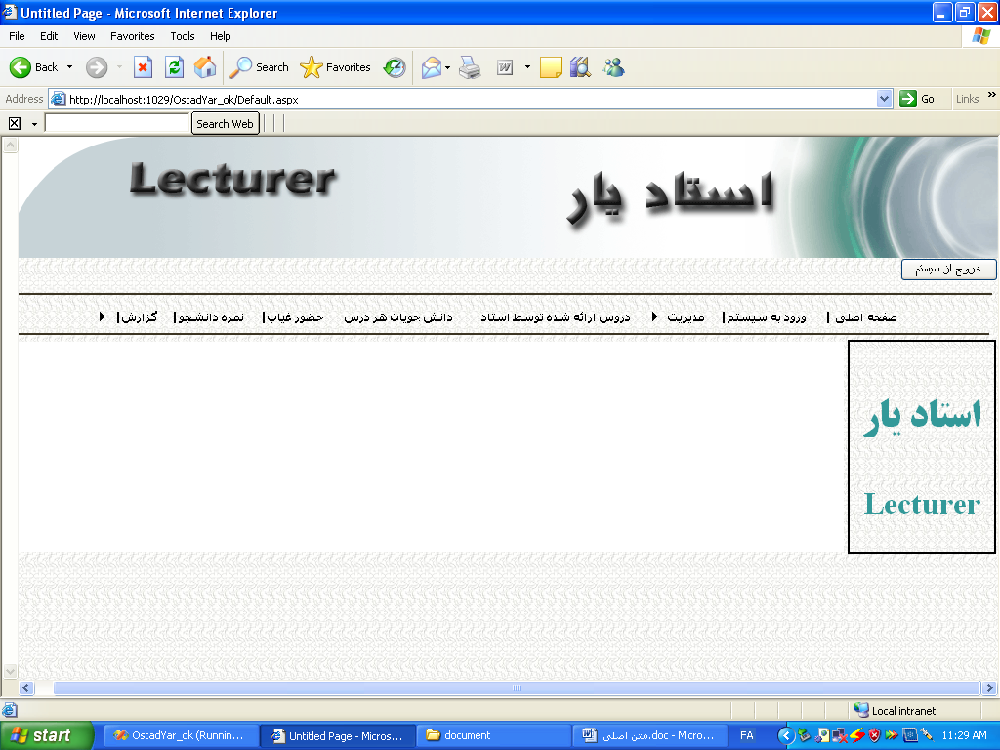 Untitled Page - Microsoft Internet Explorer
File Edit View Favorites Tools Help
Back Search Favorites
Address http://localhost:1029/OstadYar_ok/Default.aspx Go Links »
Search Web
Lecturer استاد یار
خروج از سیستم
صفحه اصلی | ورود به سیستم | مدیریت دروس ارائه شده توسط استاد دانش جویان هر درس حضور غیاب | نمره دانشجو | گزارش |
استاد یار
Lecturer
Local intranet
start OstadYar_ok (Runnin... Untitled Page - Micros... document متن اصلی.doc - Micro... FA 11:29 AM